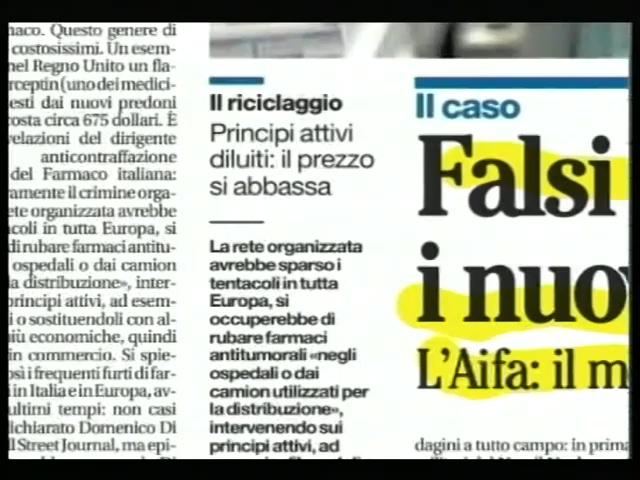 naco. Questo genere di
costosissimi. Un esem-
nel Regno Unito un fla-
rceptin (uno dei medici-
esti dai nuovi predoni
osta circa 675 dollari. È
velazioni del dirigente
anticontraffazione
del Farmaco italiana:
ramente il crimine orga-
ete organizzata avrebbe
acoli in tutta Europa, si
di rubare farmaci antitu-
ospedali o dai camion
a distribuzione», inter-
principi attivi, ad esem-
i o sostituendoli con al-
più economiche, quindi
in commercio. Si spie-
osì i frequenti furti di far-
in Italia e in Europa, av-
ultimi tempi: non casi
dichiarato Domenico Di
l Street Journal, ma epi-
Il riciclaggio
Principi attivi
diluiti: il prezzo
si abbassa
La rete organizzata
avrebbe sparso i
tentacoli in tutta
Europa, si
occuperebbe di
rubare farmaci
antitumorali «negli
ospedali o dai
camion utilizzati per
la distribuzione»,
intervenendo sui
principi attivi, ad
Il caso
Falsi
i nuov
L'Aifa: il m
dagini a tutto campo: in prima